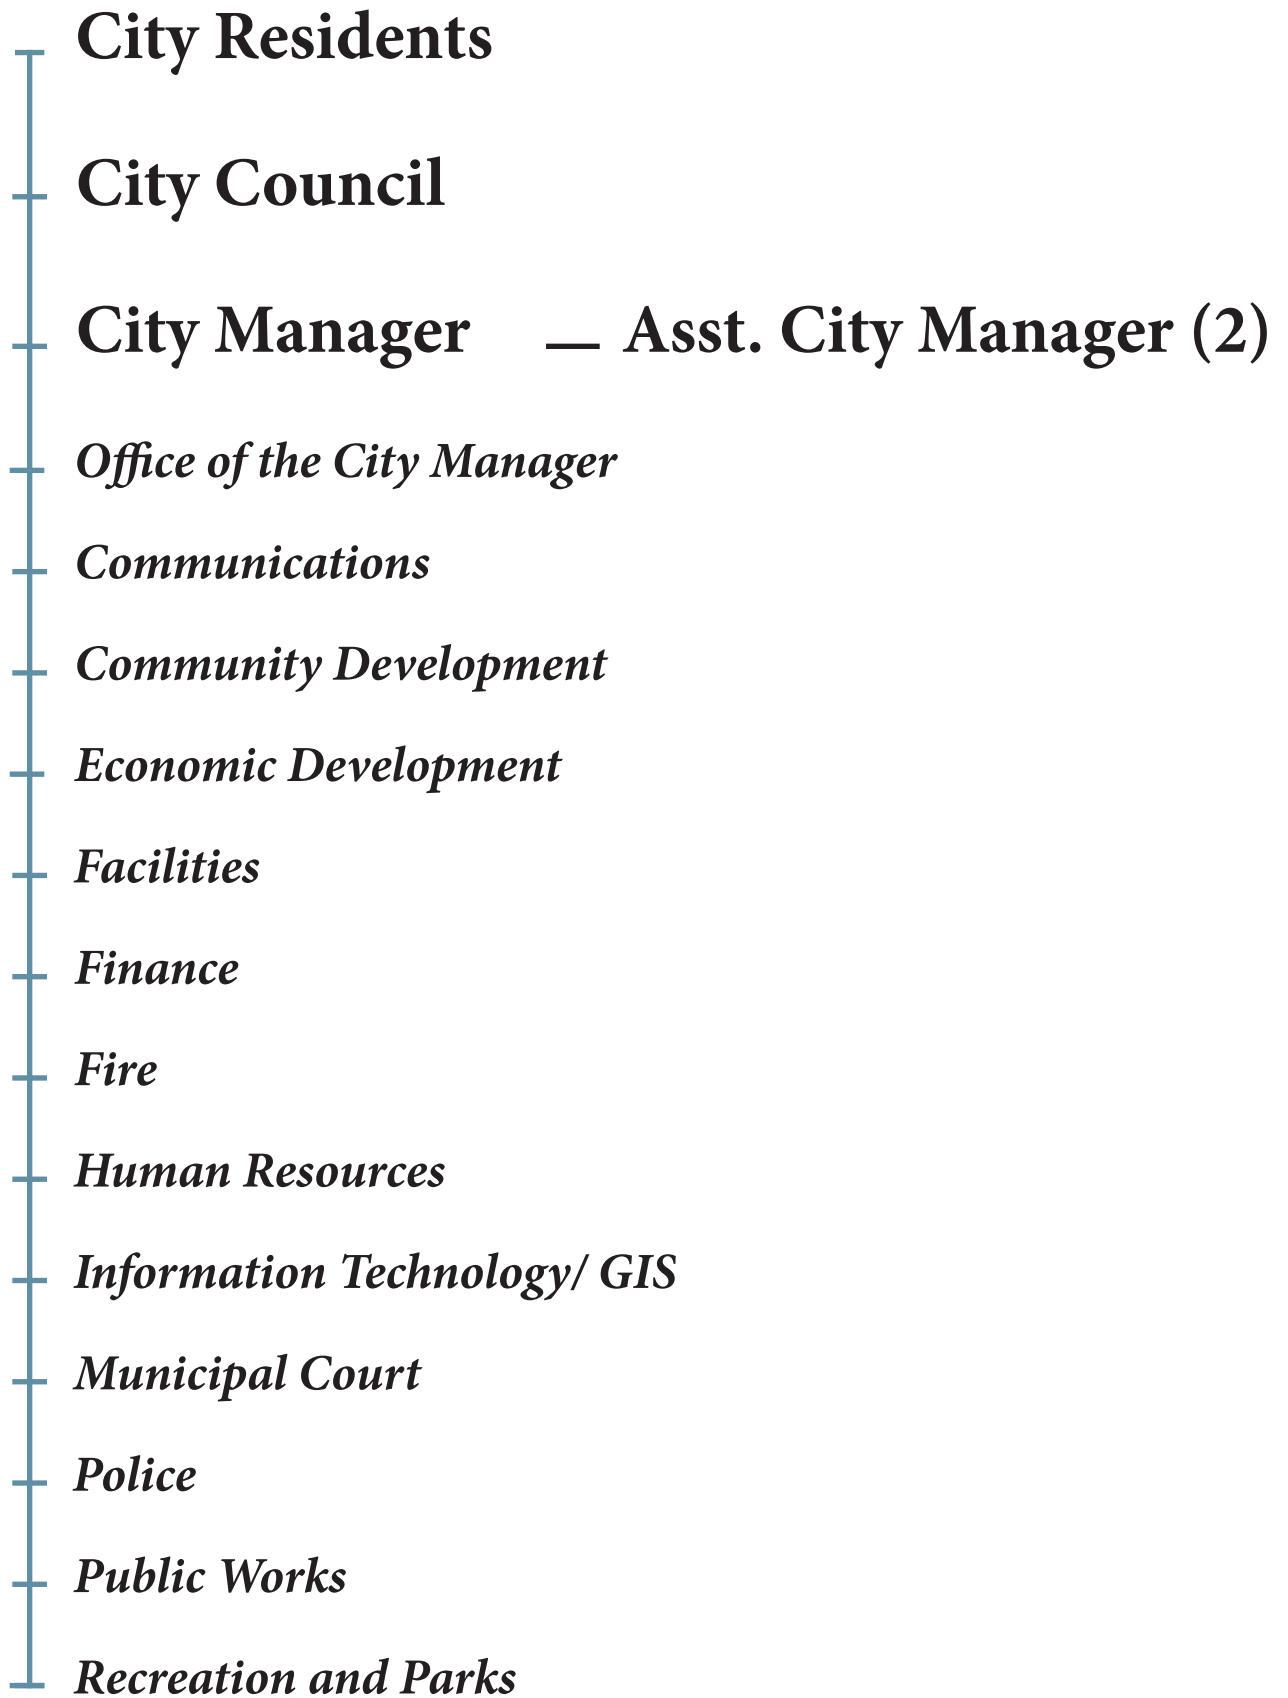 City Residents
City Council
City Manager — Asst. City Manager (2)
Office of the City Manager
Communications
Community Development
Economic Development
Facilities
Finance
Fire
Human Resources
Information Technology/ GIS
Municipal Court
Police
Public Works
Recreation and Parks